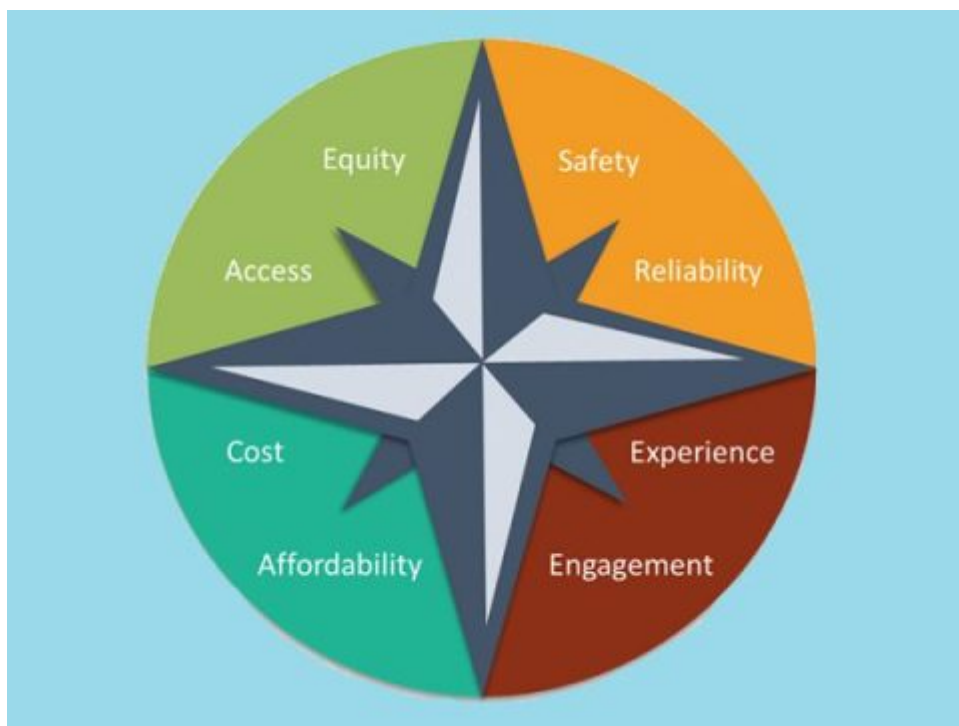 Equity
Safety
Access
Reliability
Cost
Experience
Affordability
Engagement